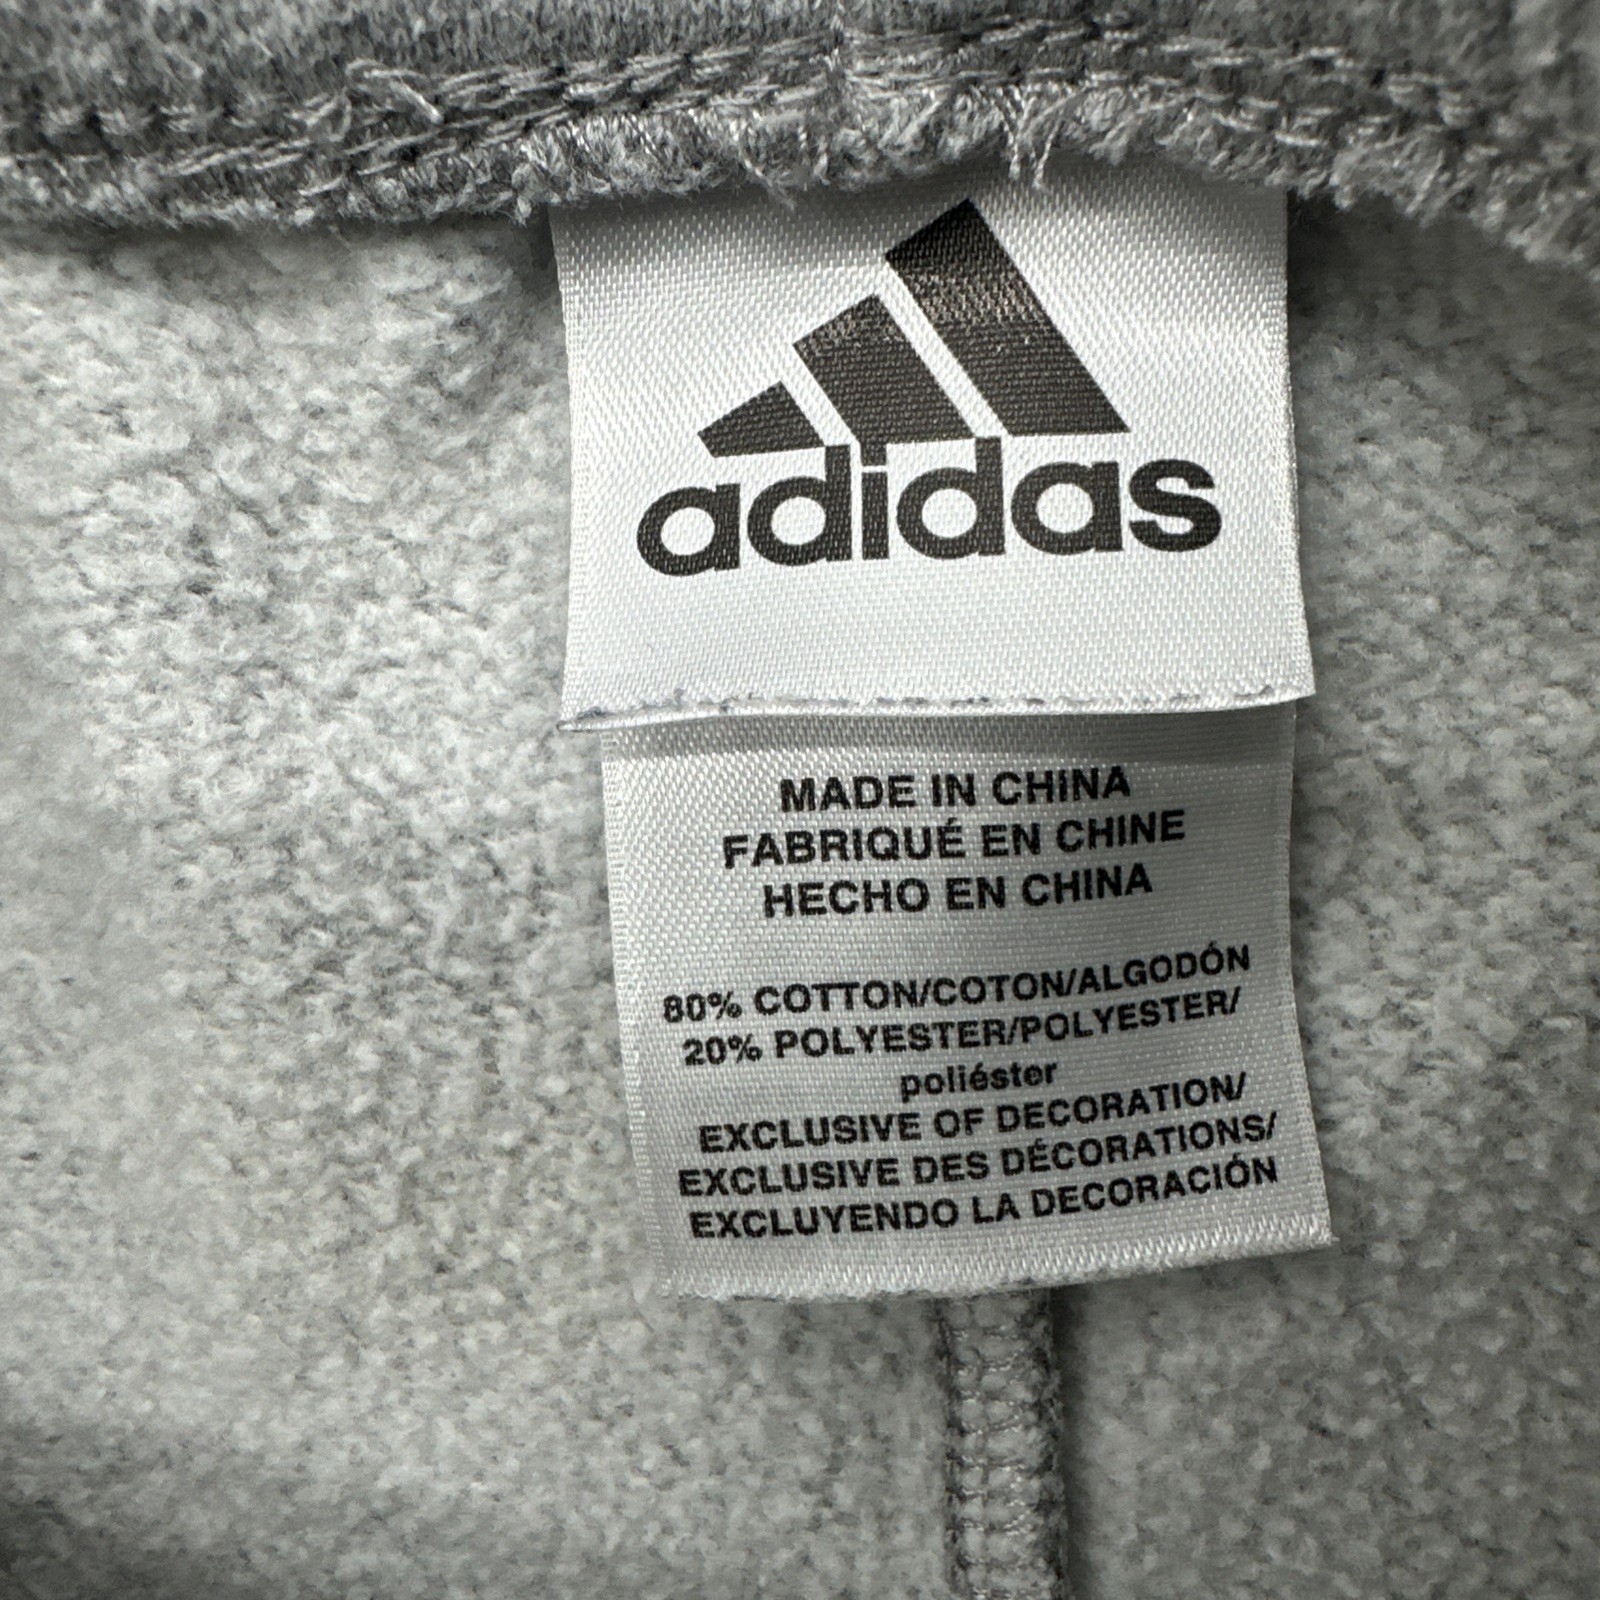 adidas
MADE IN CHINA
FABRIQUÉ EN CHINE
HECHO EN CHINA
80% COTTON/COTON/ALGODÓN
20% POLYESTER/POLYESTER/
poliéster
EXCLUSIVE OF DECORATION/
EXCLUSIVE DES DÉCORATIONS/
EXCLUYENDO LA DECORACIÓN